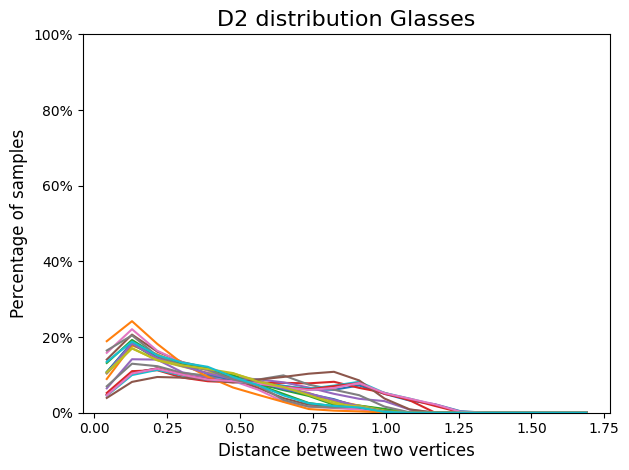 D2 distribution Glasses
100%
80%
60%
40%
20%
0%
Percentage of samples
0.00 0.25 0.50 0.75 1.00 1.25 1.50 1.75
Distance between two vertices